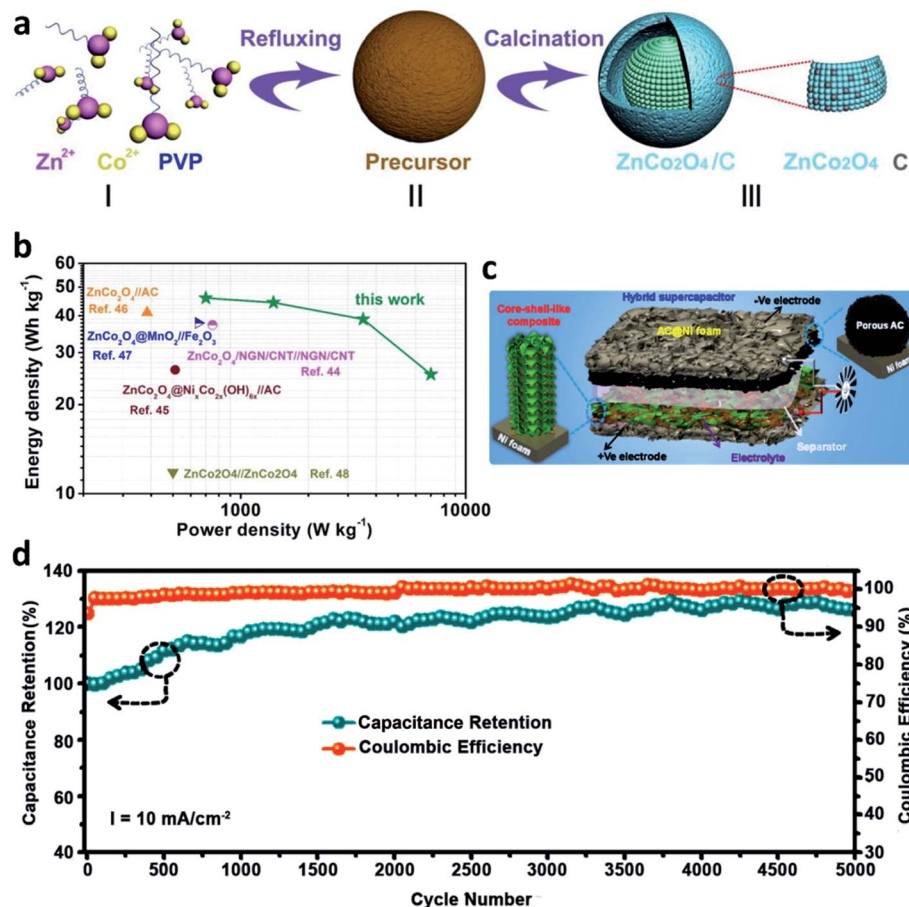 a
Refluxing
Calcination
Zn²⁺ Co²⁺ PVP
Precursor
ZnCo₂O₄/C
ZnCo₂O₄ C
I
II
III
b
Energy density (Wh kg⁻¹)
60
50
40
30
20
10
ZnCo₂O₄//AC
Ref. 46
this work
ZnCo₂O₄@MnO₂//Fe₂O₃
Ref. 47
ZnCo₂O₄/NGN/CNT//NGN/CNT
Ref. 44
ZnCo₂O₄@NiₓCo₂ₓ(OH)₆ₓ//AC
Ref. 45
ZnCo2O4//ZnCo2O4 Ref. 48
1000
10000
Power density (W kg⁻¹)
c
Hybrid supercapacitor
-Ve electrode
Core-shell-like
composite
AC@Ni foam
Porous AC
Ni foam
Ni foam
Separator
+Ve electrode
Electrolyte
d
Capacitance Retention(%)
140
120
100
80
60
40
Capacitance Retention
Coulombic Efficiency
I = 10 mA/cm⁻²
100
90
80
70
60
50
40
30
Coulombic Efficiency (%)
0 500 1000 1500 2000 2500 3000 3500 4000 4500 5000
Cycle Number